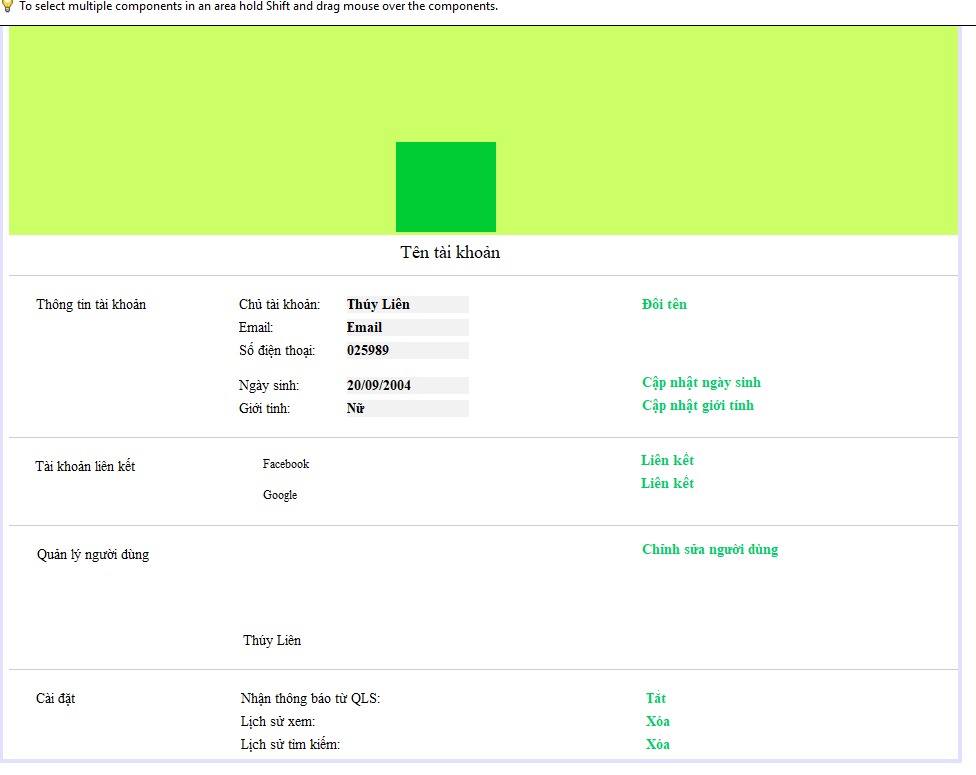 To select multiple components in an area hold Shift and drag mouse over the components.
Tên tài khoản
Thông tin tài khoản
Chủ tài khoản: Thúy Liên Đổi tên
Email: Email
Số điện thoại: 025989
Ngày sinh: 20/09/2004 Cập nhật ngày sinh
Giới tính: Nữ Cập nhật giới tính
Tài khoản liên kết
Facebook Liên kết
Google Liên kết
Quản lý người dùng Chỉnh sửa người dùng
Thúy Liên
Cài đặt
Nhận thông báo từ QLS: Tắt
Lịch sử xem: Xóa
Lịch sử tìm kiếm: Xóa